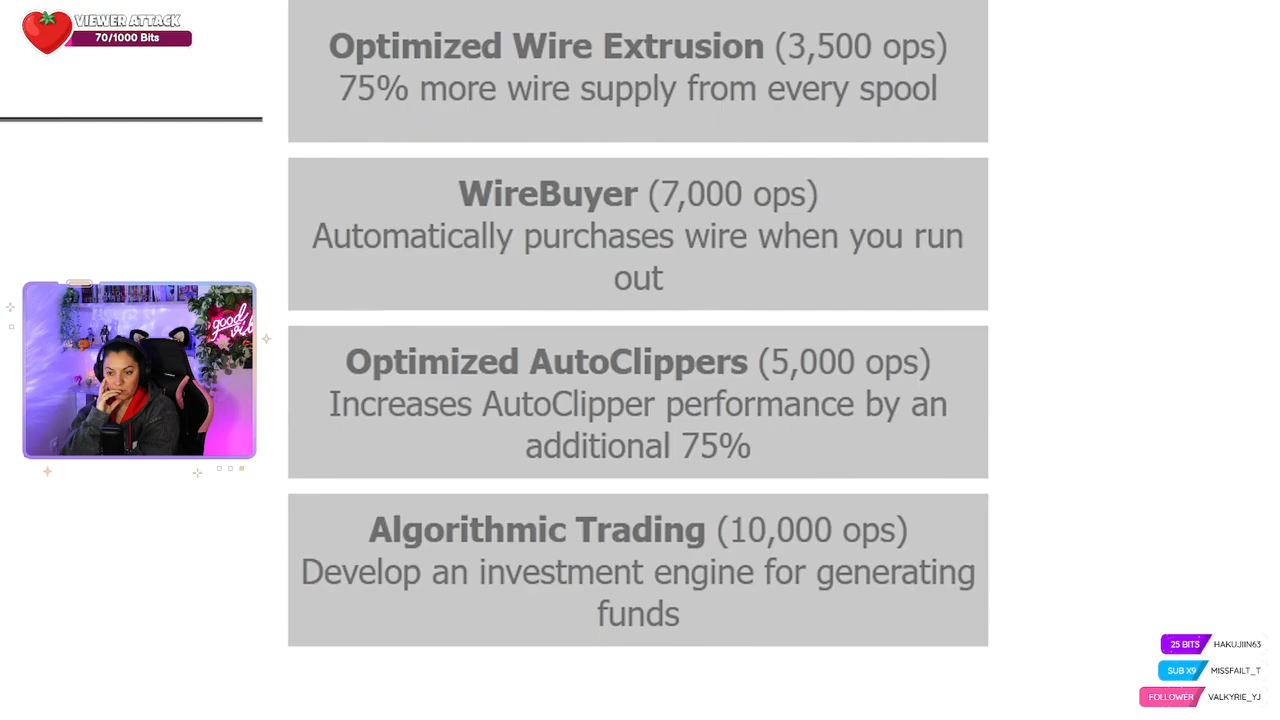 VIEWER ATTACK
70/1000 Bits
Optimized Wire Extrusion (3,500 ops)
75% more wire supply from every spool
WireBuyer (7,000 ops)
Automatically purchases wire when you run
out
Optimized AutoClippers (5,000 ops)
Increases AutoClipper performance by an
additional 75%
Algorithmic Trading (10,000 ops)
Develop an investment engine for generating
funds
good
25 BITS HAKUJIIN63
SUB X9 MISSFAILT_T
FOLLOWER VALKYRIE_YJ